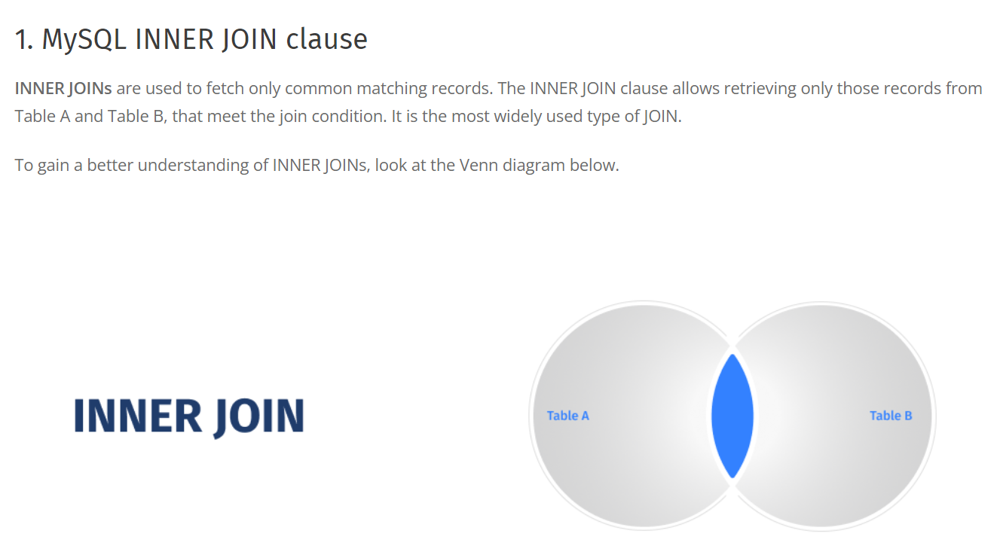 1. MySQL INNER JOIN clause
INNER JOINs are used to fetch only common matching records. The INNER JOIN clause allows retrieving only those records from
Table A and Table B, that meet the join condition. It is the most widely used type of JOIN.
To gain a better understanding of INNER JOINs, look at the Venn diagram below.
INNER JOIN
Table A
Table B